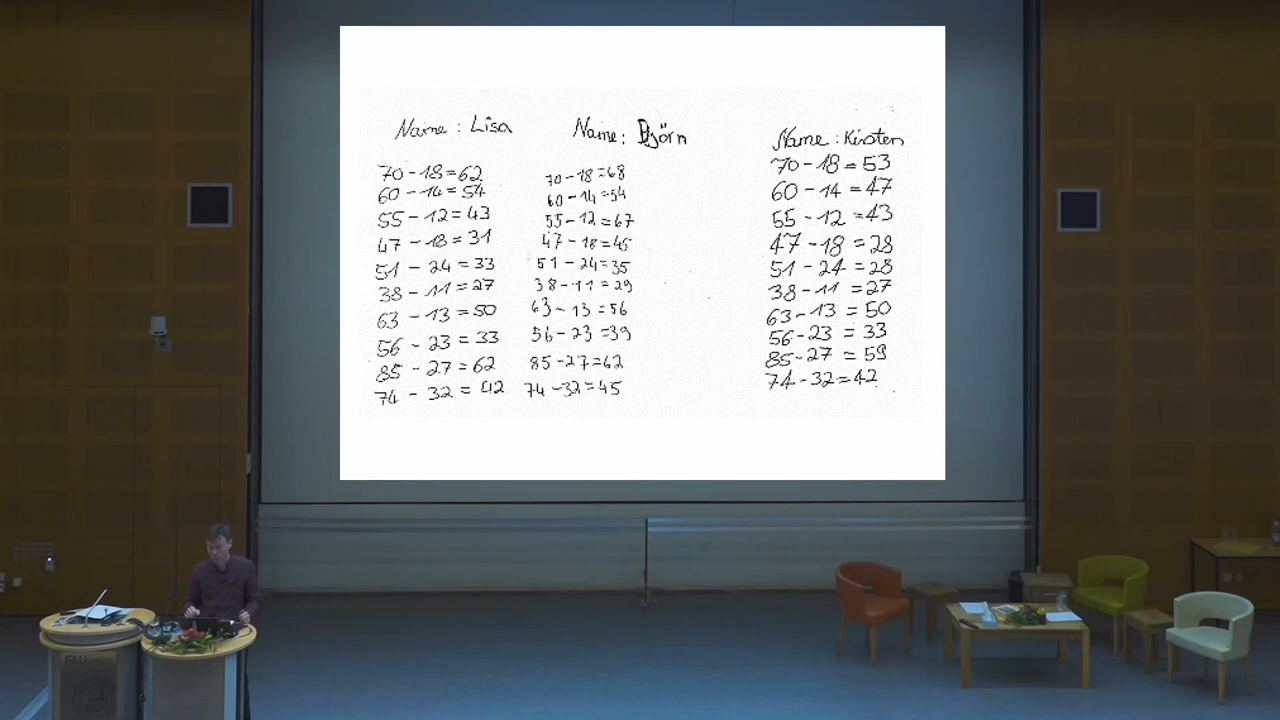 Name: Lisa
70 - 18 = 62
60 - 14 = 54
55 - 12 = 43
47 - 18 = 31
51 - 24 = 33
38 - 11 = 27
63 - 13 = 50
56 - 23 = 33
85 - 27 = 62
74 - 32 = 42
Name: Björn
70 - 18 = 68
60 - 14 = 54
55 - 12 = 67
47 - 18 = 45
51 - 24 = 35
38 - 11 = 29
63 - 13 = 56
56 - 23 = 39
85 - 27 = 62
74 - 32 = 45
Name: Kirsten
70 - 18 = 53
60 - 14 = 47
55 - 12 = 43
47 - 18 = 28
51 - 24 = 28
38 - 11 = 27
63 - 13 = 50
56 - 23 = 33
85 - 27 = 59
74 - 32 = 42
FAU